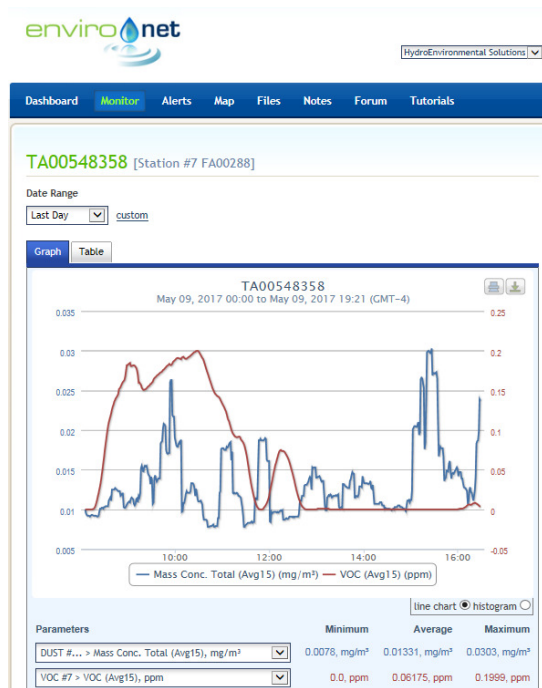 enviro net
HydroEnvironmental Solutions
Dashboard Monitor Alerts Map Files Notes Forum Tutorials
TA00548358 [Station #7 FA00288]
Date Range
Last Day custom
Graph Table
TA00548358
May 09, 2017 00:00 to May 09, 2017 19:21 (GMT-4)
0.035 0.25
0.03 0.2
0.025 0.15
0.02 0.1
0.015 0.05
0.01 0
0.005 -0.05
10:00 12:00 14:00 16:00
Mass Conc. Total (Avg15) (mg/m³) VOC (Avg15) (ppm)
line chart histogram
Parameters Minimum Average Maximum
DUST #... > Mass Conc. Total (Avg15), mg/m³ 0.0078, mg/m³ 0.01331, mg/m³ 0.0303, mg/m³
VOC #7 > VOC (Avg15), ppm 0.0, ppm 0.06175, ppm 0.1999, ppm